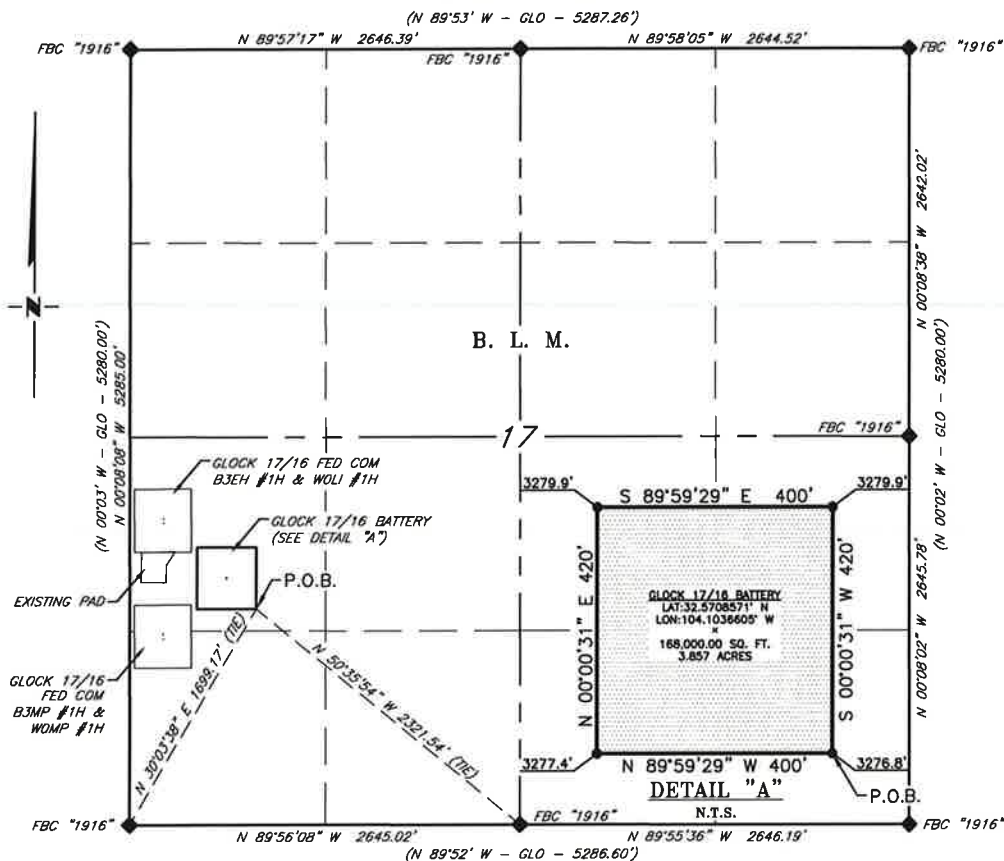 (N 89°53' W - GLO - 5287.26')
FBC "1916"
N 89°57'17" W 2646.39'
FBC "1916"
N 89°58'05" W 2644.52'
FBC "1916"
N 00°08'38" W 2642.02'
N
B. L. M.
(N 00°03' W - GLO - 5280.00')
N 00°08'08" W 5285.00'
(N 00°02' W - GLO - 5280.00')
17
FBC "1916"
GLOCK 17/16 FED COM
B3EH #1H & WOLI #1H
GLOCK 17/16 BATTERY
(SEE DETAIL "A")
P.O.B.
EXISTING PAD
GLOCK 17/16
FED COM
B3MP #1H &
WOMP #1H
N 30°03'38" E 1699.17' (TIE)
N 50°35'54" W 2321.54' (TIE)
3279.9'
S 89°59'29" E 400'
3279.9'
N 00°00'31" E 420'
GLOCK 17/16 BATTERY
LAT:32.5708571' N
LON:104.1036605' W
168,000.00 SQ. FT.
3.857 ACRES
S 00°00'31" W 420'
N 00°08'02" W 2645.78'
3277.4'
N 89°59'29" W 400'
3276.8'
DETAIL "A"
N.T.S.
P.O.B.
FBC "1916"
N 89°56'08" W 2645.02'
FBC "1916"
N 89°55'36" W 2646.19'
FBC "1916"
(N 89°52' W - GLO - 5286.60')